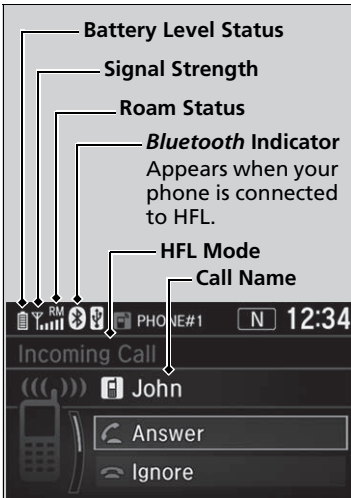 Battery Level Status
Signal Strength
Roam Status
Bluetooth Indicator
Appears when your
phone is connected
to HFL.
HFL Mode
Call Name
RM PHONE#1 N 12:34
Incoming Call
John
Answer
Ignore